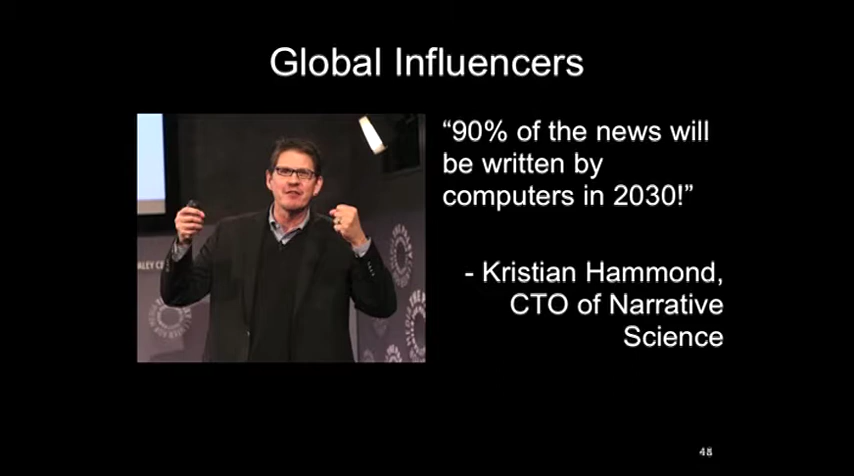 Global Influencers
“90% of the news will
be written by
computers in 2030!”
- Kristian Hammond,
CTO of Narrative
Science
48